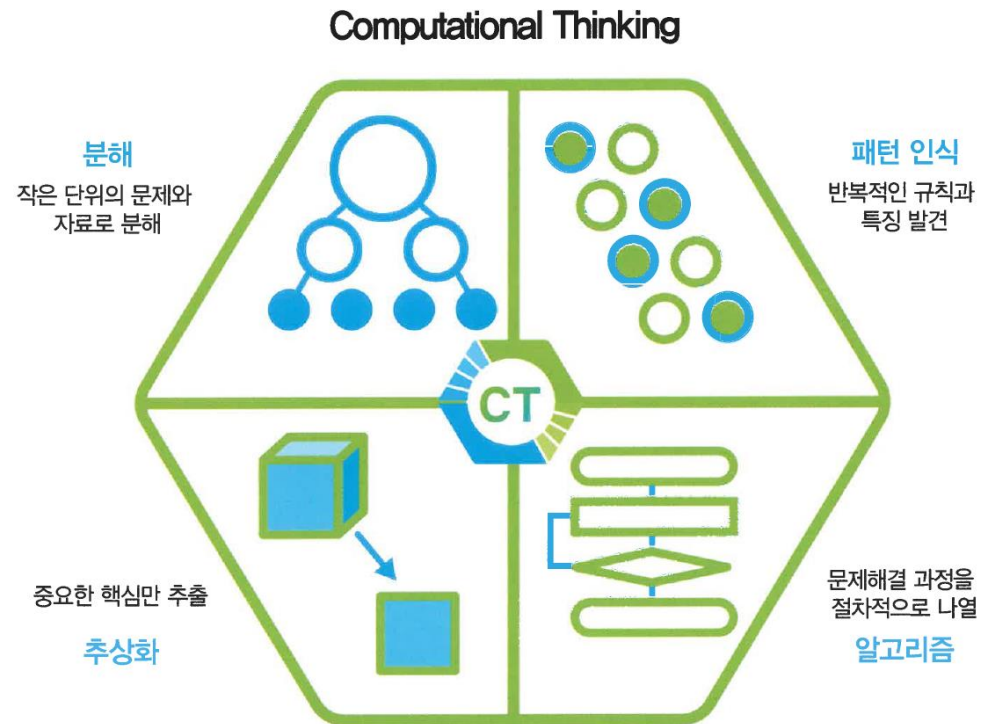 Computational Thinking
분해
작은 단위의 문제와
자료로 분해
패턴 인식
반복적인 규칙과
특징 발견
CT
중요한 핵심만 추출
추상화
문제해결 과정을
절차적으로 나열
알고리즘